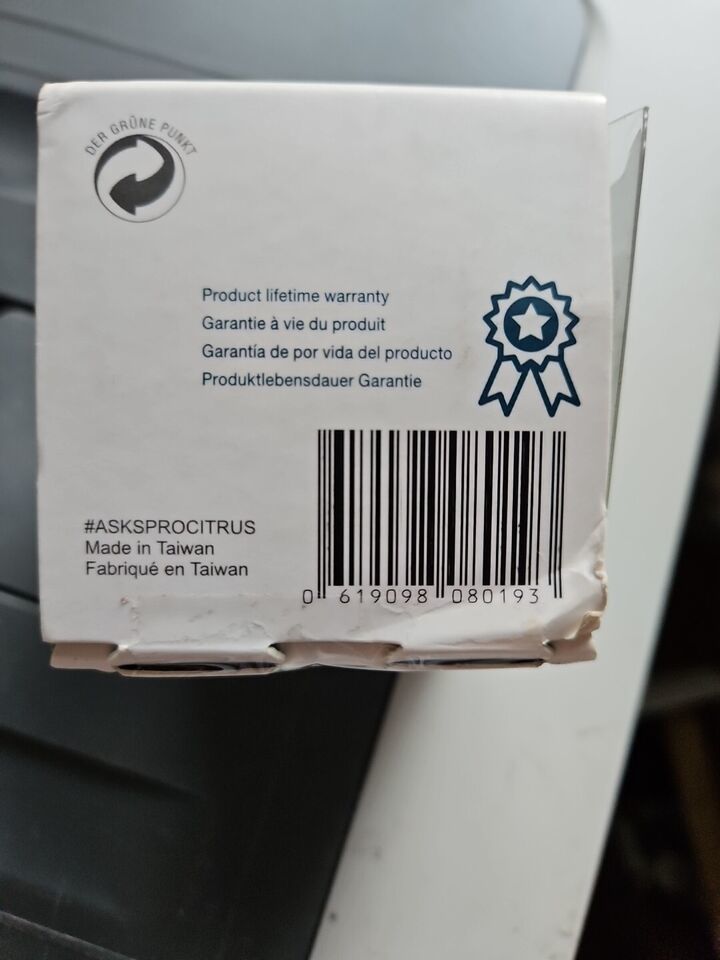 DER GRÜNE PUNKT
Product lifetime warranty
Garantie à vie du produit
Garantía de por vida del producto
Produktlebensdauer Garantie
#ASKSPROCITRUS
Made in Taiwan
Fabriqué en Taiwan
0 619098 080193